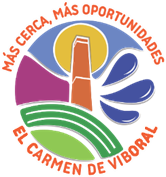 MÁS CERCA, MÁS OPORTUNIDADES
EL CARMEN DE VIBORAL